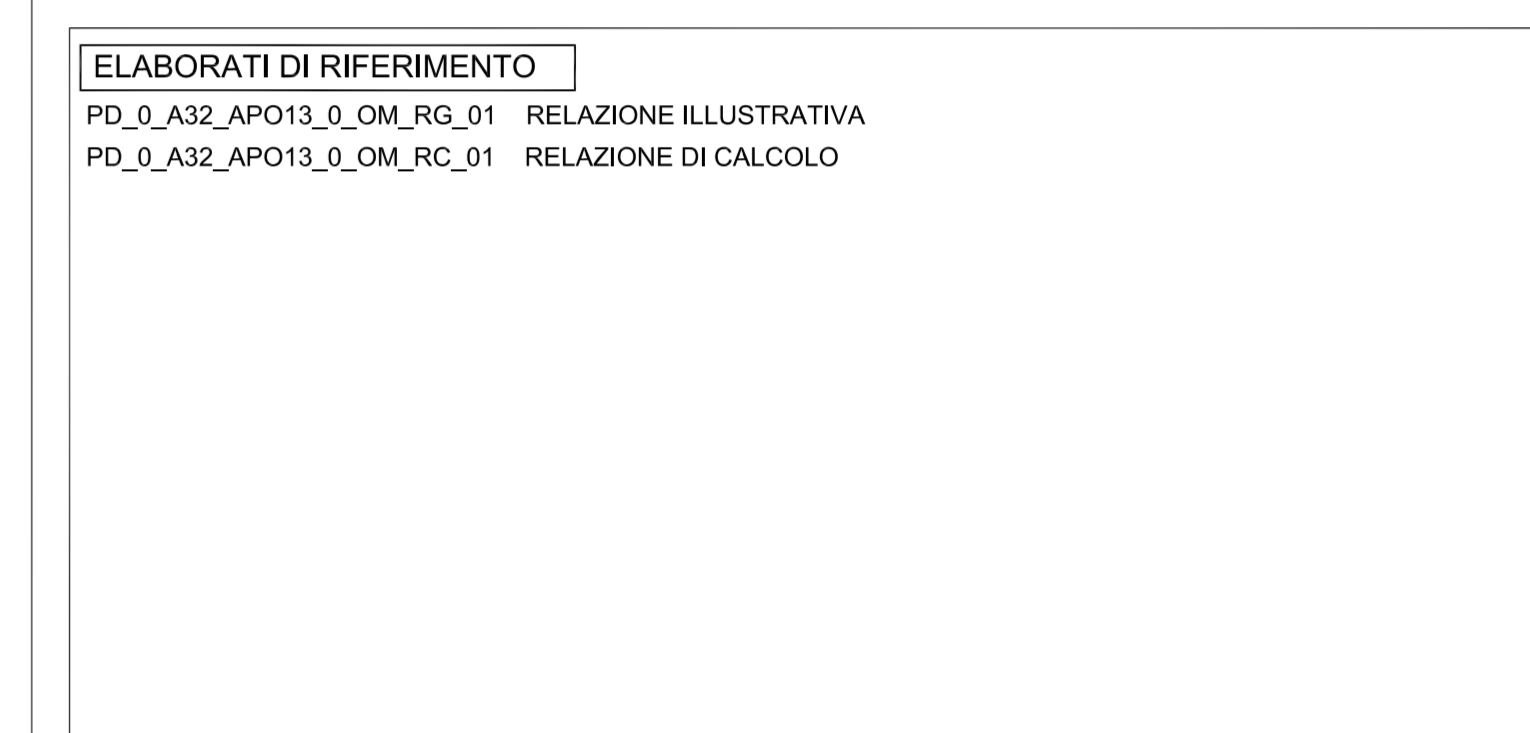 ELABORATI DI RIFERIMENTO
PD_0_A32_APO13_0_OM_RG_01 RELAZIONE ILLUSTRATIVA
PD_0_A32_APO13_0_OM_RC_01 RELAZIONE DI CALCOLO